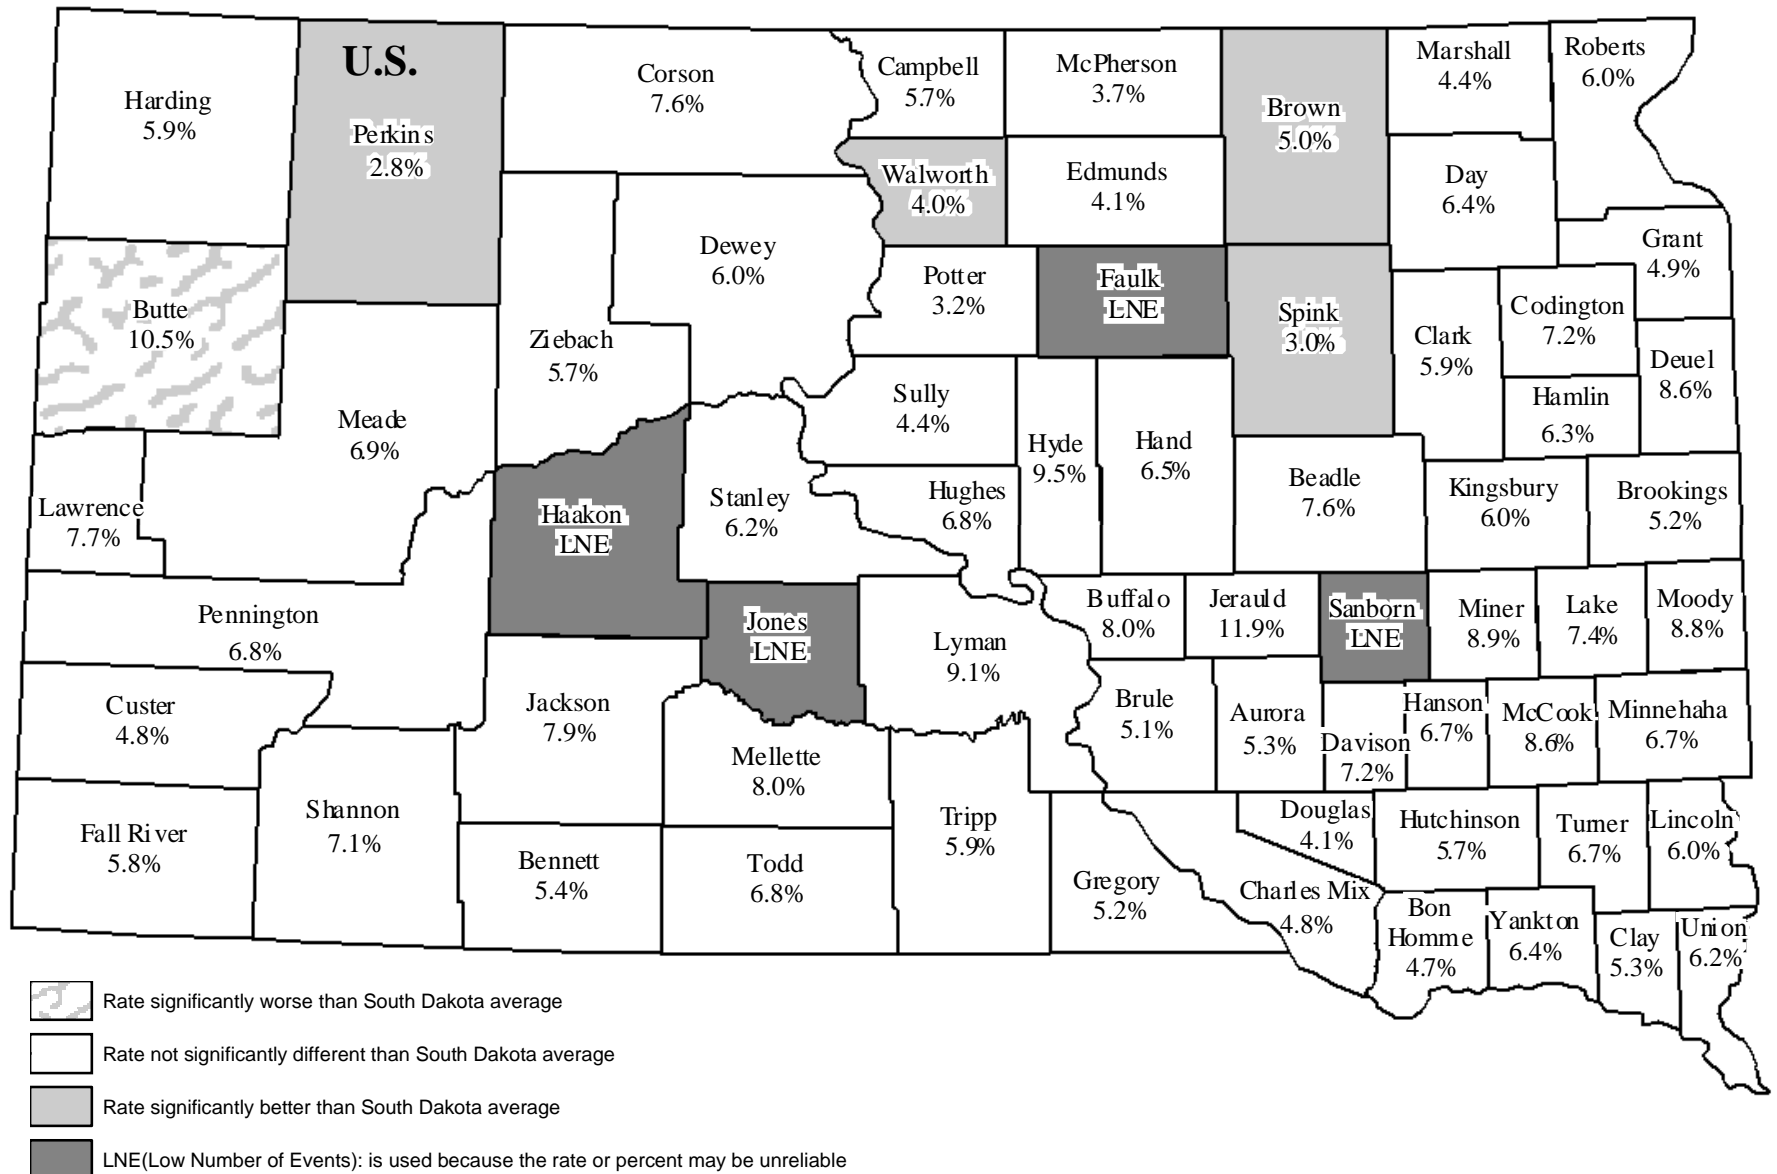 U.S.
Harding
5.9%
Perkins
2.8%
Corson
7.6%
Campbell
5.7%
McPherson
3.7%
Brown
5.0%
Marshall
4.4%
Roberts
6.0%
Walworth
4.0%
Edmunds
4.1%
Day
6.4%
Grant
4.9%
Butte
10.5%
Dewey
6.0%
Potter
3.2%
Faulk
LNE
Spink
3.0%
Clark
5.9%
Codington
7.2%
Deuel
8.6%
Ziebach
5.7%
Meade
6.9%
Sully
4.4%
Hyde
9.5%
Hand
6.5%
Hamlin
6.3%
Lawrence
7.7%
Haakon
LNE
Stanley
6.2%
Hughes
6.8%
Beadle
7.6%
Kingsbury
6.0%
Brookings
5.2%
Pennington
6.8%
Jones
LNE
Lyman
9.1%
Buffalo
8.0%
Jerauld
11.9%
Sanborn
LNE
Miner
8.9%
Lake
7.4%
Moody
8.8%
Custer
4.8%
Jackson
7.9%
Mellette
8.0%
Brule
5.1%
Aurora
5.3%
Davison
7.2%
Hanson
6.7%
McCook
8.6%
Minnehaha
6.7%
Fall River
5.8%
Shannon
7.1%
Bennett
5.4%
Todd
6.8%
Tripp
5.9%
Gregory
5.2%
Douglas
4.1%
Charles Mix
4.8%
Hutchinson
5.7%
Turner
6.7%
Lincoln
6.0%
Bon
Homme
4.7%
Yankton
6.4%
Clay
5.3%
Union
6.2%
Rate significantly worse than South Dakota average
Rate not significantly different than South Dakota average
Rate significantly better than South Dakota average
LNE(Low Number of Events): is used because the rate or percent may be unreliable